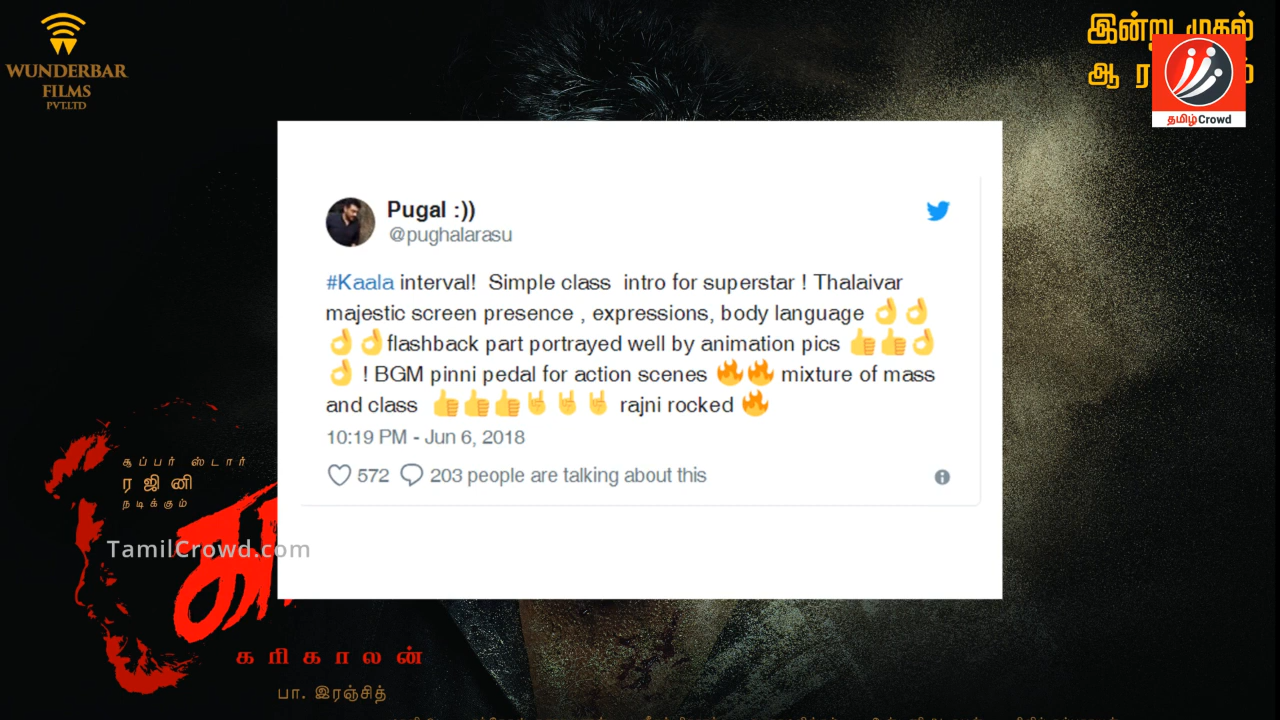 WUNDERBAR
FILMS
PVT.LTD
இன்று முதல்
ஆ
தமிழ்Crowd
Pugal :))
@pughalarasu
#Kaala interval!  Simple class  intro for superstar ! Thalaivar
majestic screen presence , expressions, body language 👌👌
👌👌flashback part portrayed well by animation pics 👍👍👌
👌 ! BGM pinni pedal for action scenes 🔥🔥 mixture of mass
and class  👍👍👍🤘🤘🤘 rajni rocked 🔥
10:19 PM - Jun 6, 2018
572 203 people are talking about this
சூப்பர் ஸ்டார்
ரஜினி
நடிக்கும்
TamilCrowd.com
கா
கரிகாலன்
பா. இரஞ்சித்